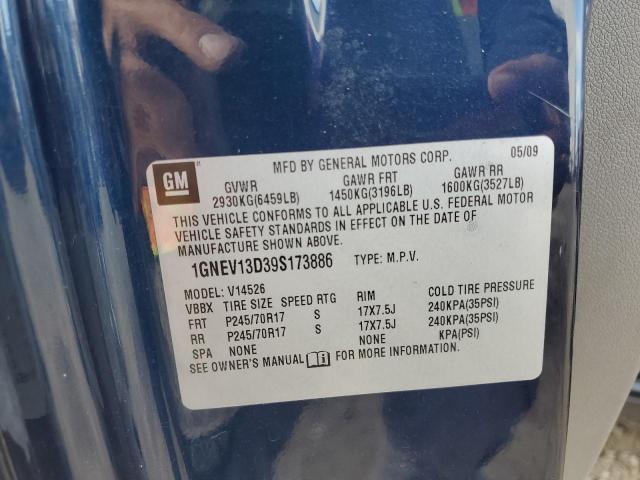 GM
MFD BY GENERAL MOTORS CORP. 05/09
GVWR GAWR FRT GAWR RR
2930KG(6459LB) 1450KG(3196LB) 1600KG(3527LB)
THIS VEHICLE CONFORMS TO ALL APPLICABLE U.S. FEDERAL MOTOR
VEHICLE SAFETY STANDARDS IN EFFECT ON THE DATE OF
MANUFACTURE SHOWN ABOVE.
1GNEV13D39S173886 TYPE: M.P.V.
MODEL: V14526
VBBX TIRE SIZE SPEED RTG RIM COLD TIRE PRESSURE
FRT P245/70R17 S 17X7.5J 240KPA(35PSI)
RR P245/70R17 S 17X7.5J 240KPA(35PSI)
SPA NONE NONE KPA(PSI)
SEE OWNER'S MANUAL FOR MORE INFORMATION.